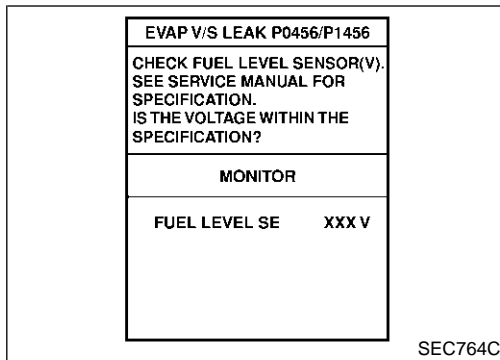 EVAP V/S LEAK P0456/P1456
CHECK FUEL LEVEL SENSOR(V).
SEE SERVICE MANUAL FOR
SPECIFICATION.
IS THE VOLTAGE WITHIN THE
SPECIFICATION?
MONITOR
FUEL LEVEL SE XXX V
SEC764C